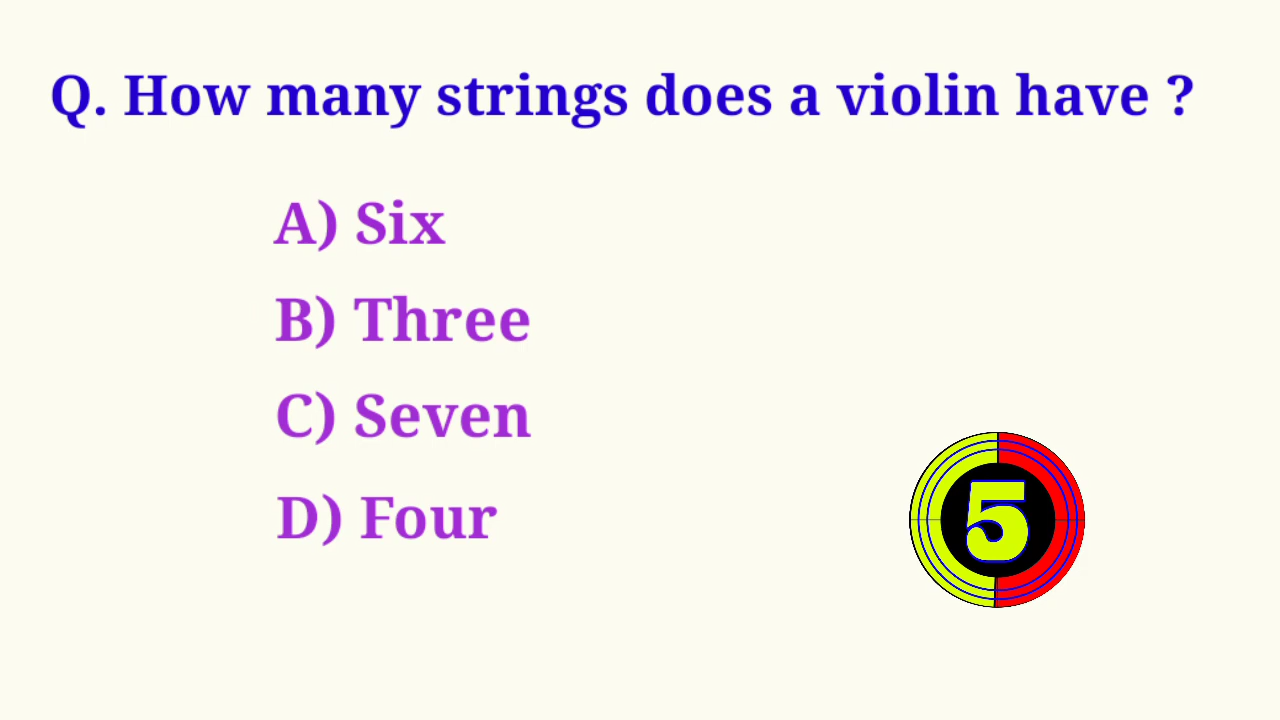 Q. How many strings does a violin have ?
A) Six
B) Three
C) Seven
D) Four
5